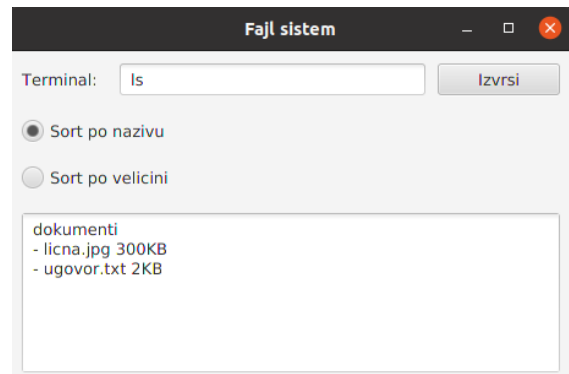 Fajl sistem
Terminal: ls Izvrsi
Sort po nazivu
Sort po velicini
dokumenti
- licna.jpg 300KB
- ugovor.txt 2KB